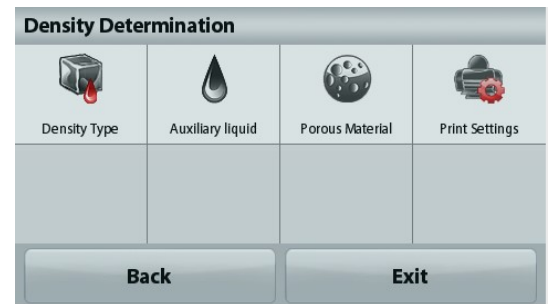 Density Determination
Density Type
Auxiliary liquid
Porous Material
Print Settings
Back
Exit